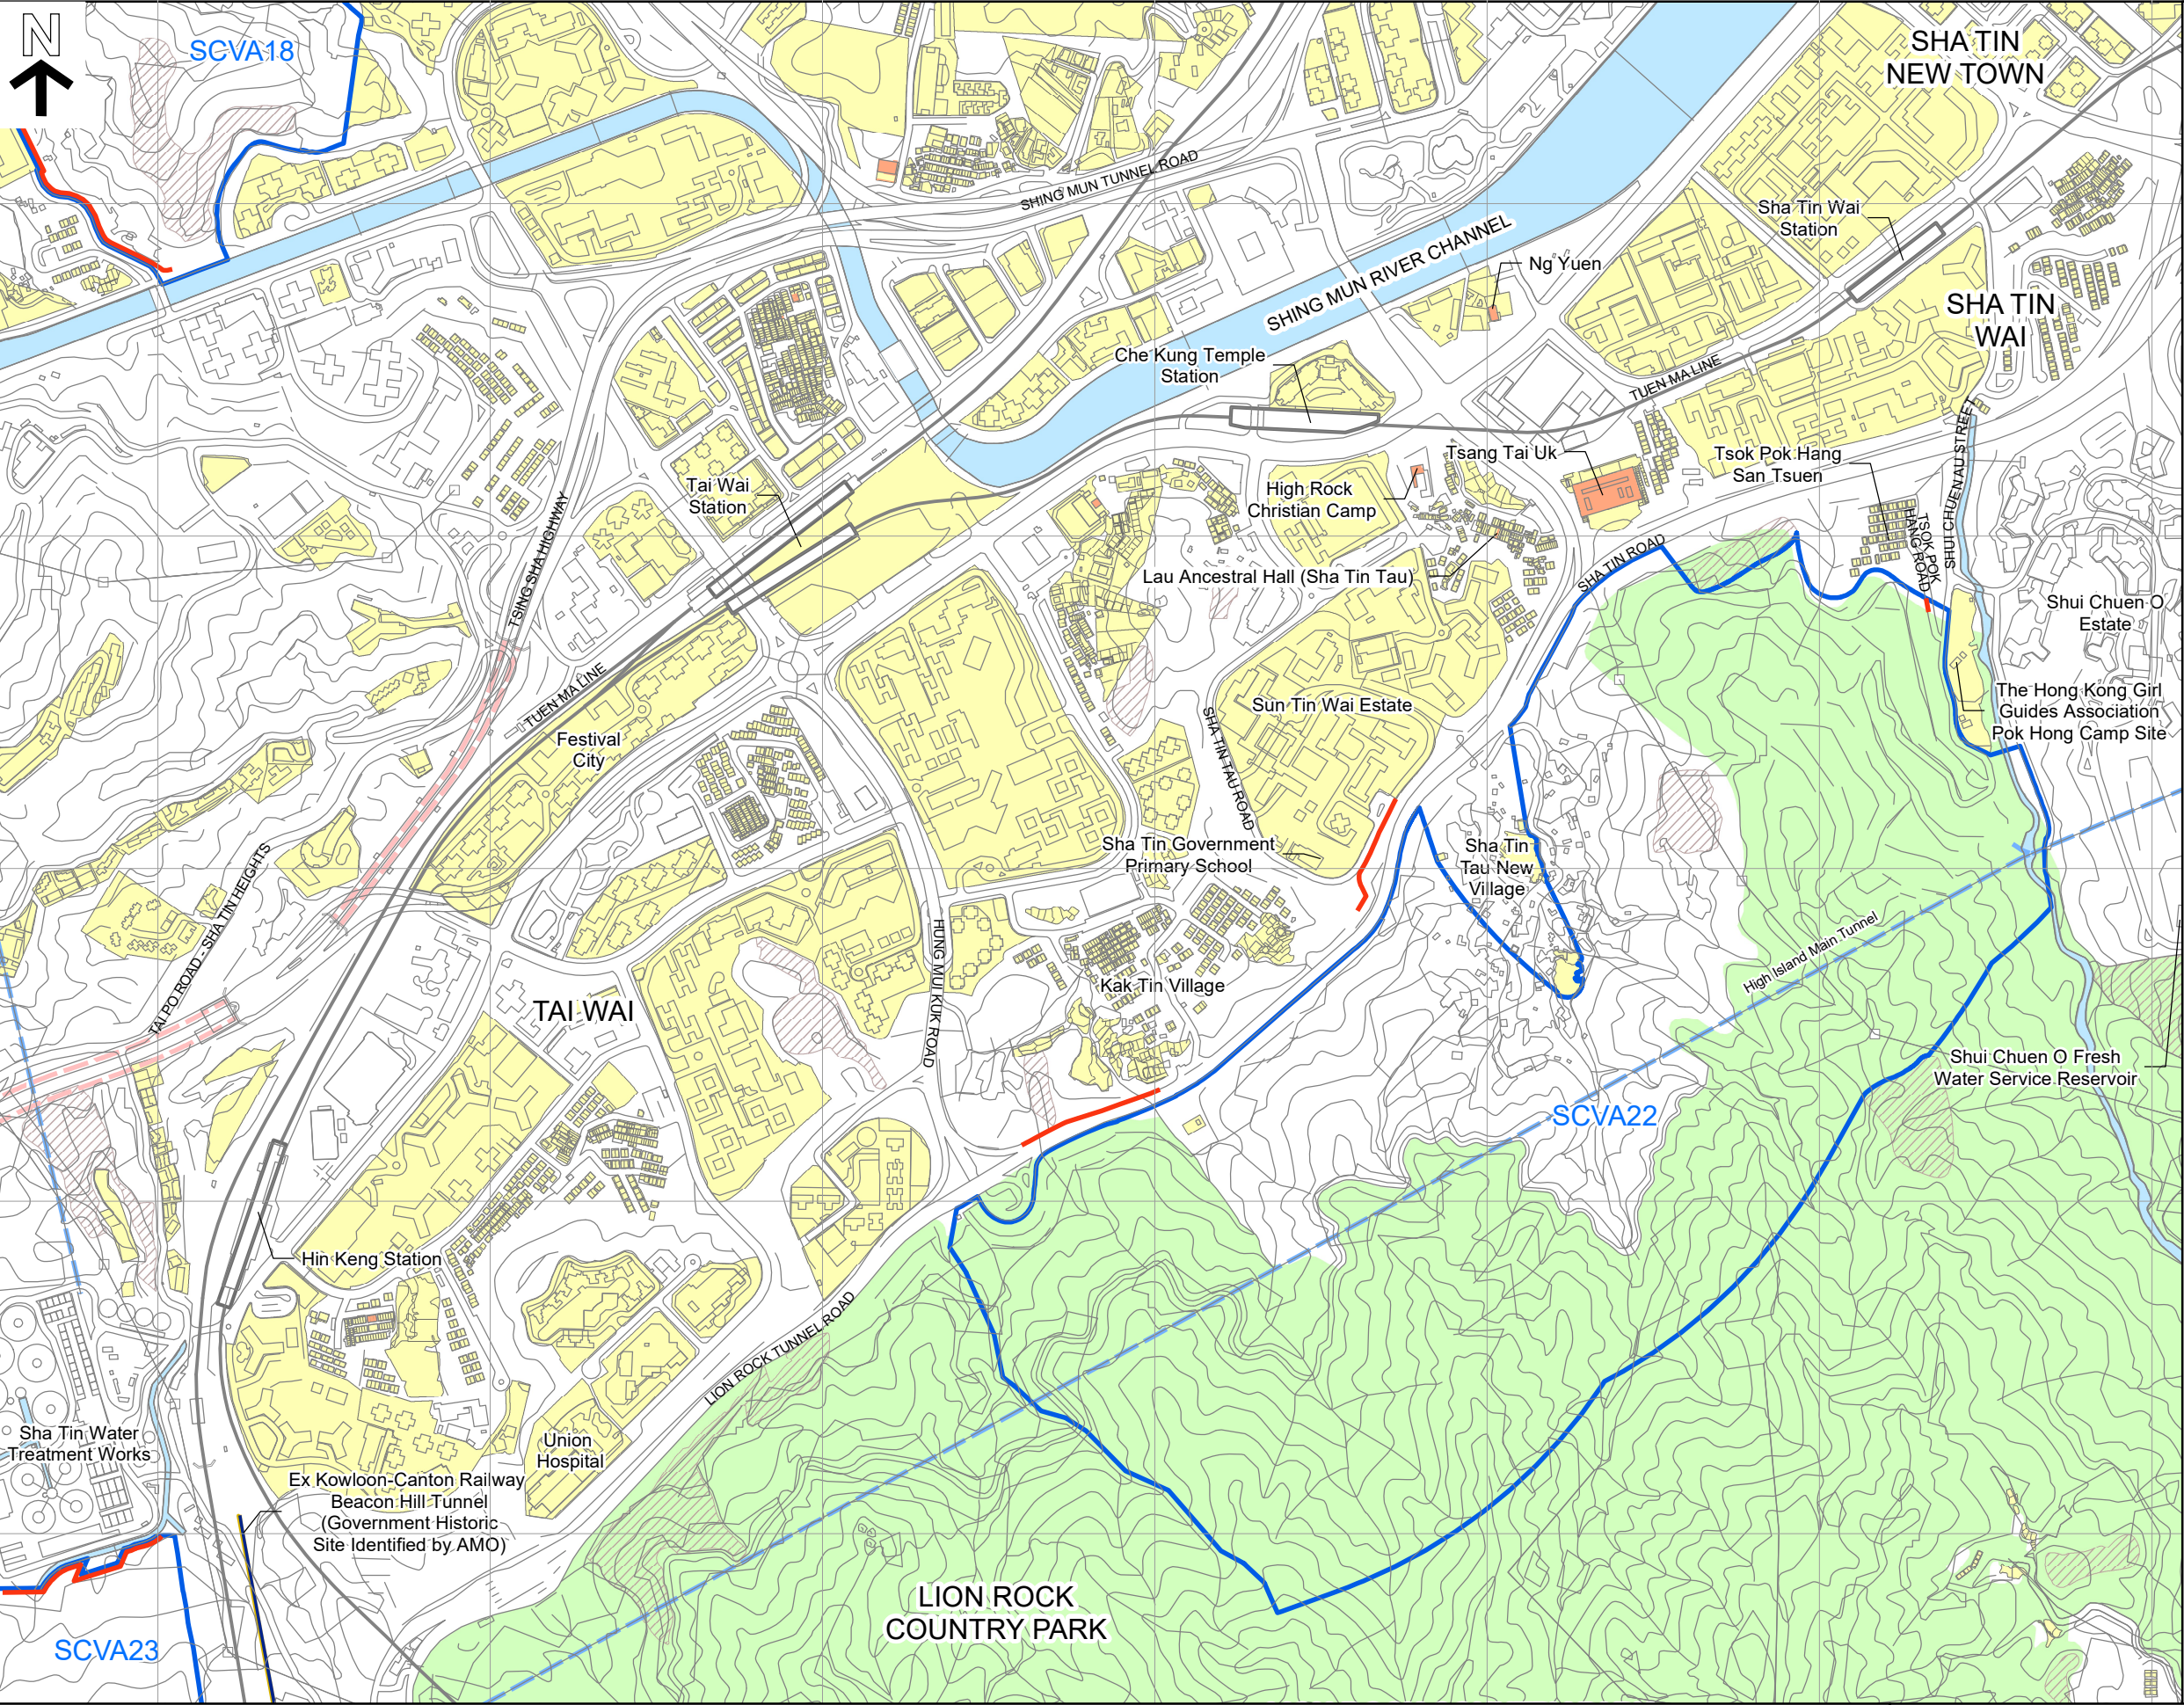 N
SCVA18
SHA TIN
NEW TOWN
SHING MUN TUNNEL ROAD
Sha Tin Wai
Station
SHING MUN RIVER CHANNEL
Ng Yuen
SHA TIN
WAI
Che Kung Temple
Station
TUEN MA LINE
SHUI CHUEN AU STREET
Tsang Tai Uk
Tsok Pok Hang
San Tsuen
Tai Wai
Station
High Rock
Christian Camp
TSING SHA HIGHWAY
TSOK POK
HANG ROAD
SHA TIN ROAD
Lau Ancestral Hall (Sha Tin Tau)
Shui Chuen O
Estate
TUEN MA LINE
Sun Tin Wai Estate
The Hong Kong Girl
Guides Association
Pok Hong Camp Site
Festival
City
SHA TIN TAU ROAD
Sha Tin Government
Primary School
Sha Tin
Tau New
Village
TAI PO ROAD - SHA TIN HEIGHTS
HUNG MUI KUK ROAD
High Island Main Tunnel
Kak Tin Village
TAI WAI
Shui Chuen O Fresh
Water Service Reservoir
SCVA22
Hin Keng Station
LION ROCK TUNNEL ROAD
Sha Tin Water
Treatment Works
Union
Hospital
Ex Kowloon-Canton Railway
Beacon Hill Tunnel
(Government Historic
Site Identified by AMO)
LION ROCK
COUNTRY PARK
SCVA23